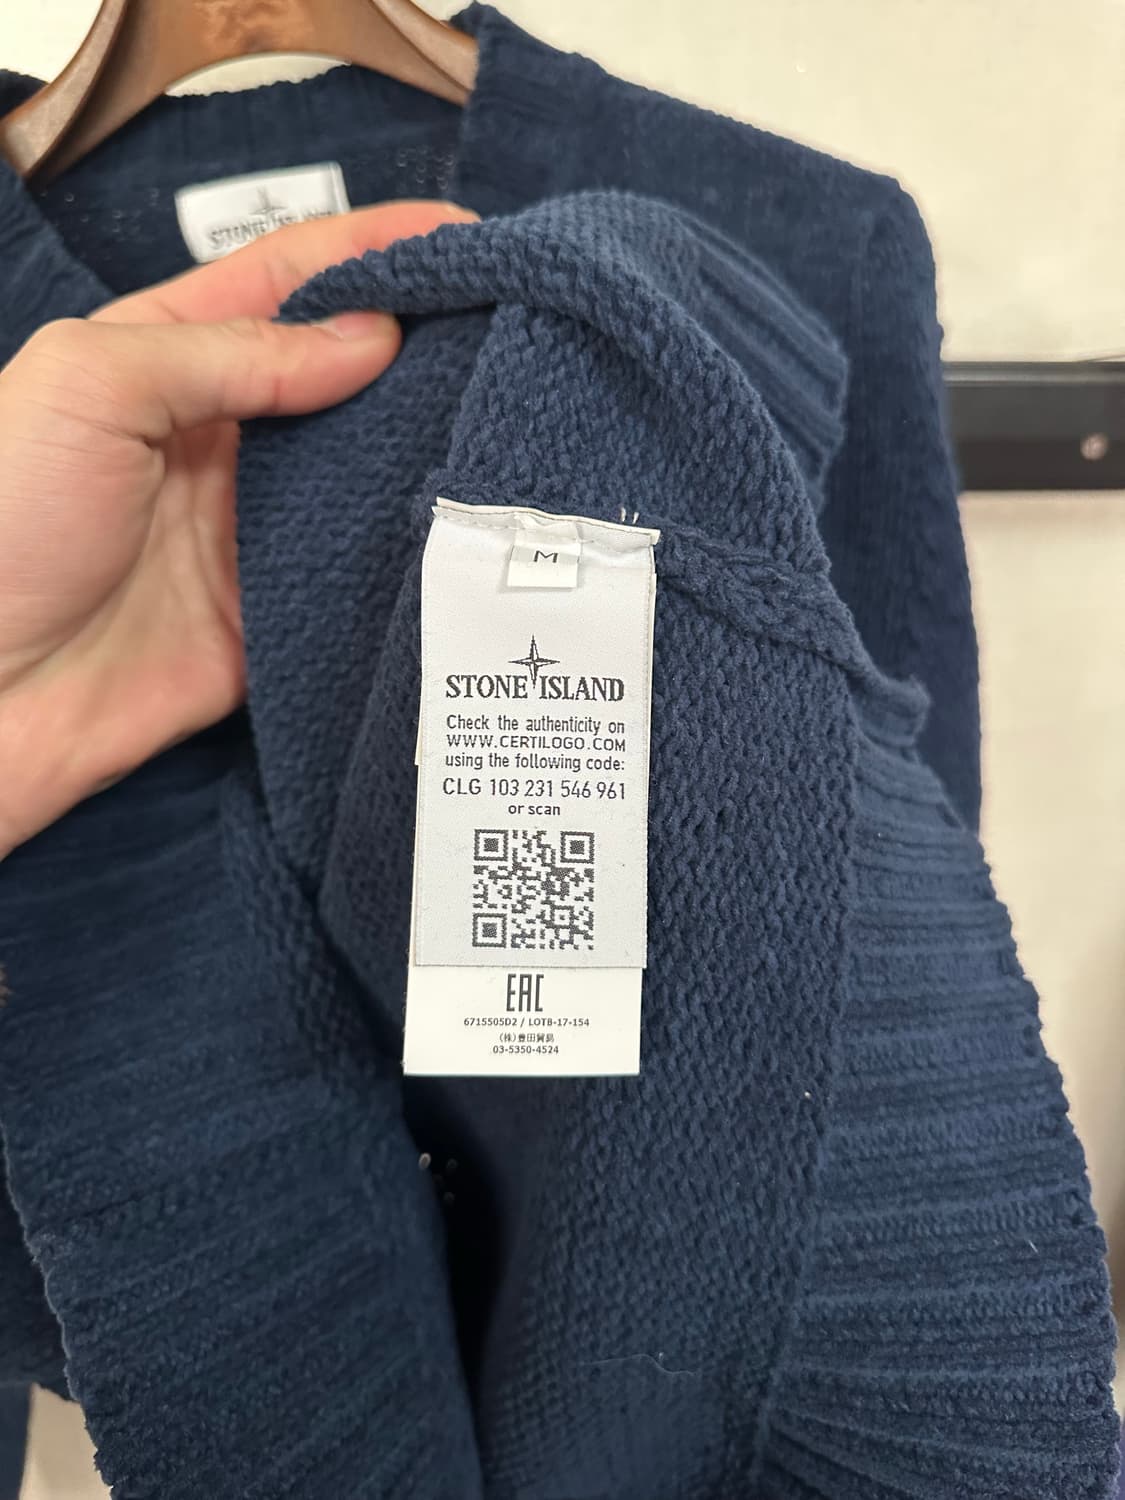 STONE ISLAND
M
STONE ISLAND
Check the authenticity on
WWW.CERTILOGO.COM
using the following code:
CLG 103 231 546 961
or scan
EAC
6715505D2 / LOTB-17-154
(株)豊田貿易
03-5350-4524